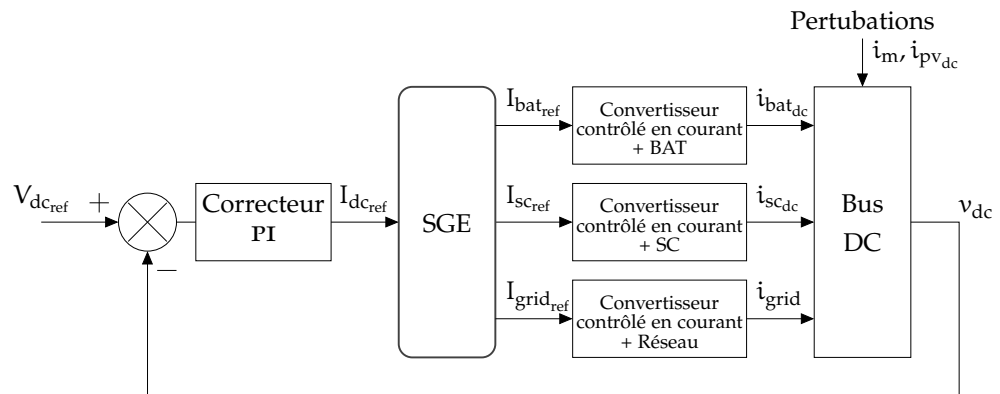 Pertubations
i_m, i_pv_dc
I_bat_ref
Convertisseur
contrôlé en courant
+ BAT
i_bat_dc
V_dc_ref
+
−
Correcteur
PI
I_dc_ref
SGE
I_sc_ref
Convertisseur
contrôlé en courant
+ SC
i_sc_dc
Bus
DC
v_dc
I_grid_ref
Convertisseur
contrôlé en courant
+ Réseau
i_grid